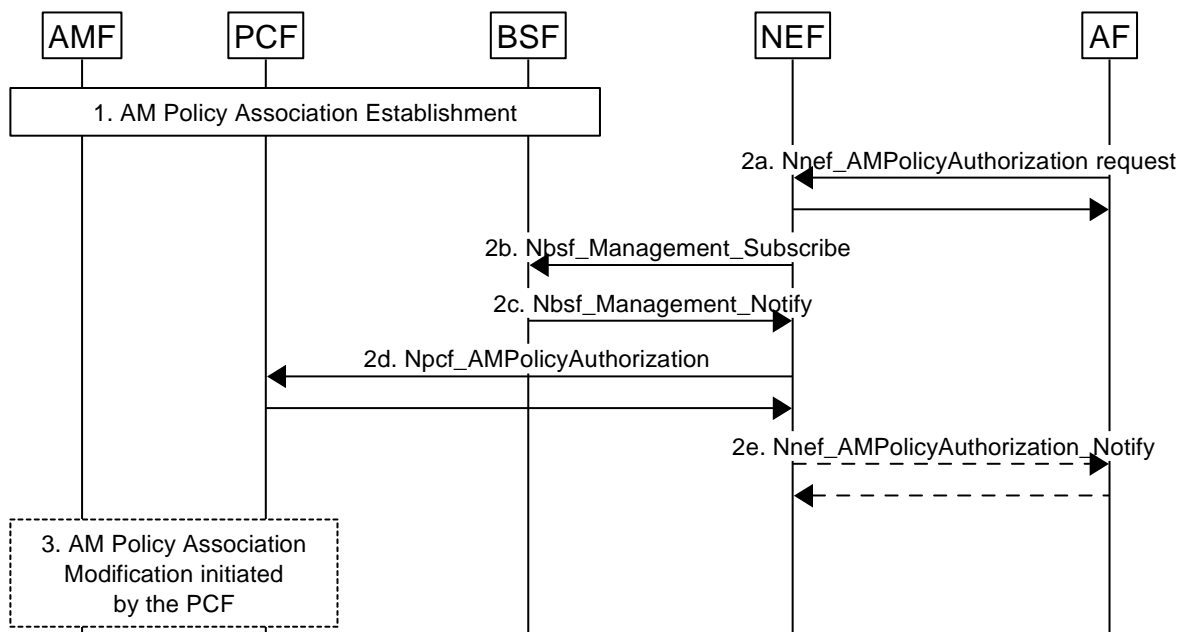 AMF
PCF
BSF
NEF
AF
1. AM Policy Association Establishment
2a. Nnef_AMPolicyAuthorization request
2b. Nbsf_Management_Subscribe
2c. Nbsf_Management_Notify
2d. Npcf_AMPolicyAuthorization
2e. Nnef_AMPolicyAuthorization_Notify
3. AM Policy Association
Modification initiated
by the PCF